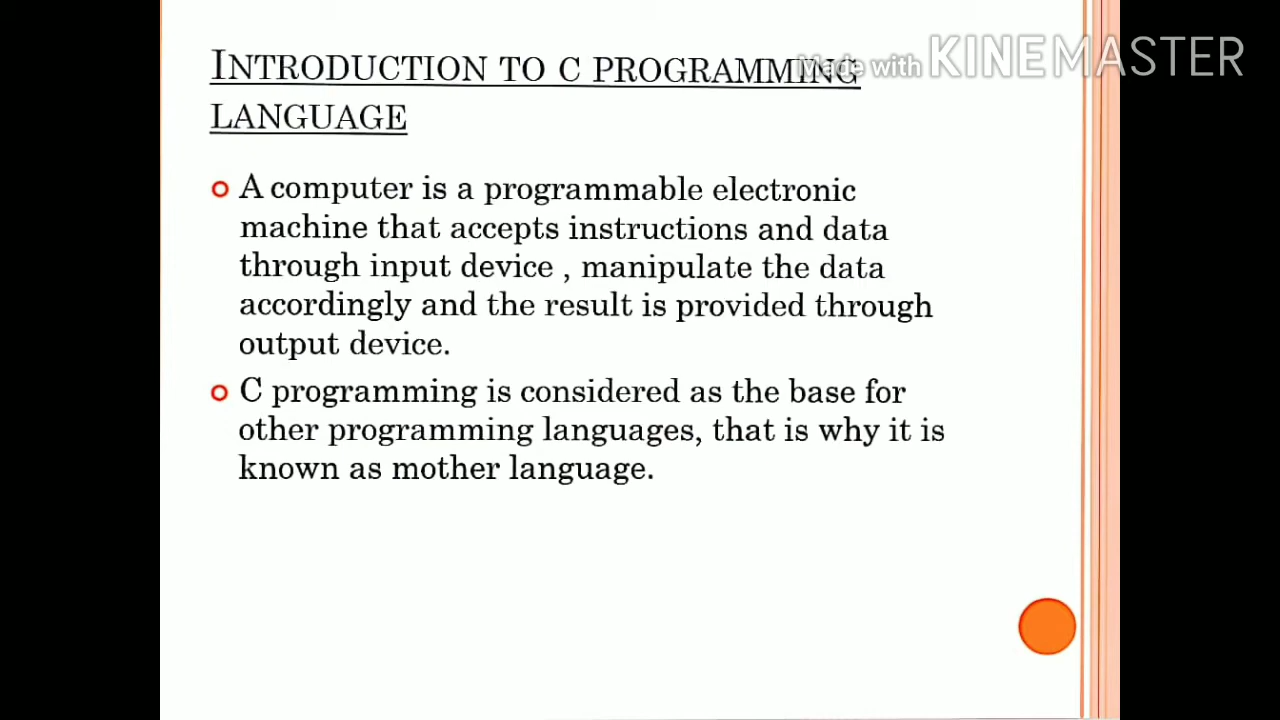 INTRODUCTION TO C PROGRAMMING
LANGUAGE
Made with KINEMASTER
A computer is a programmable electronic
machine that accepts instructions and data
through input device , manipulate the data
accordingly and the result is provided through
output device.
C programming is considered as the base for
other programming languages, that is why it is
known as mother language.